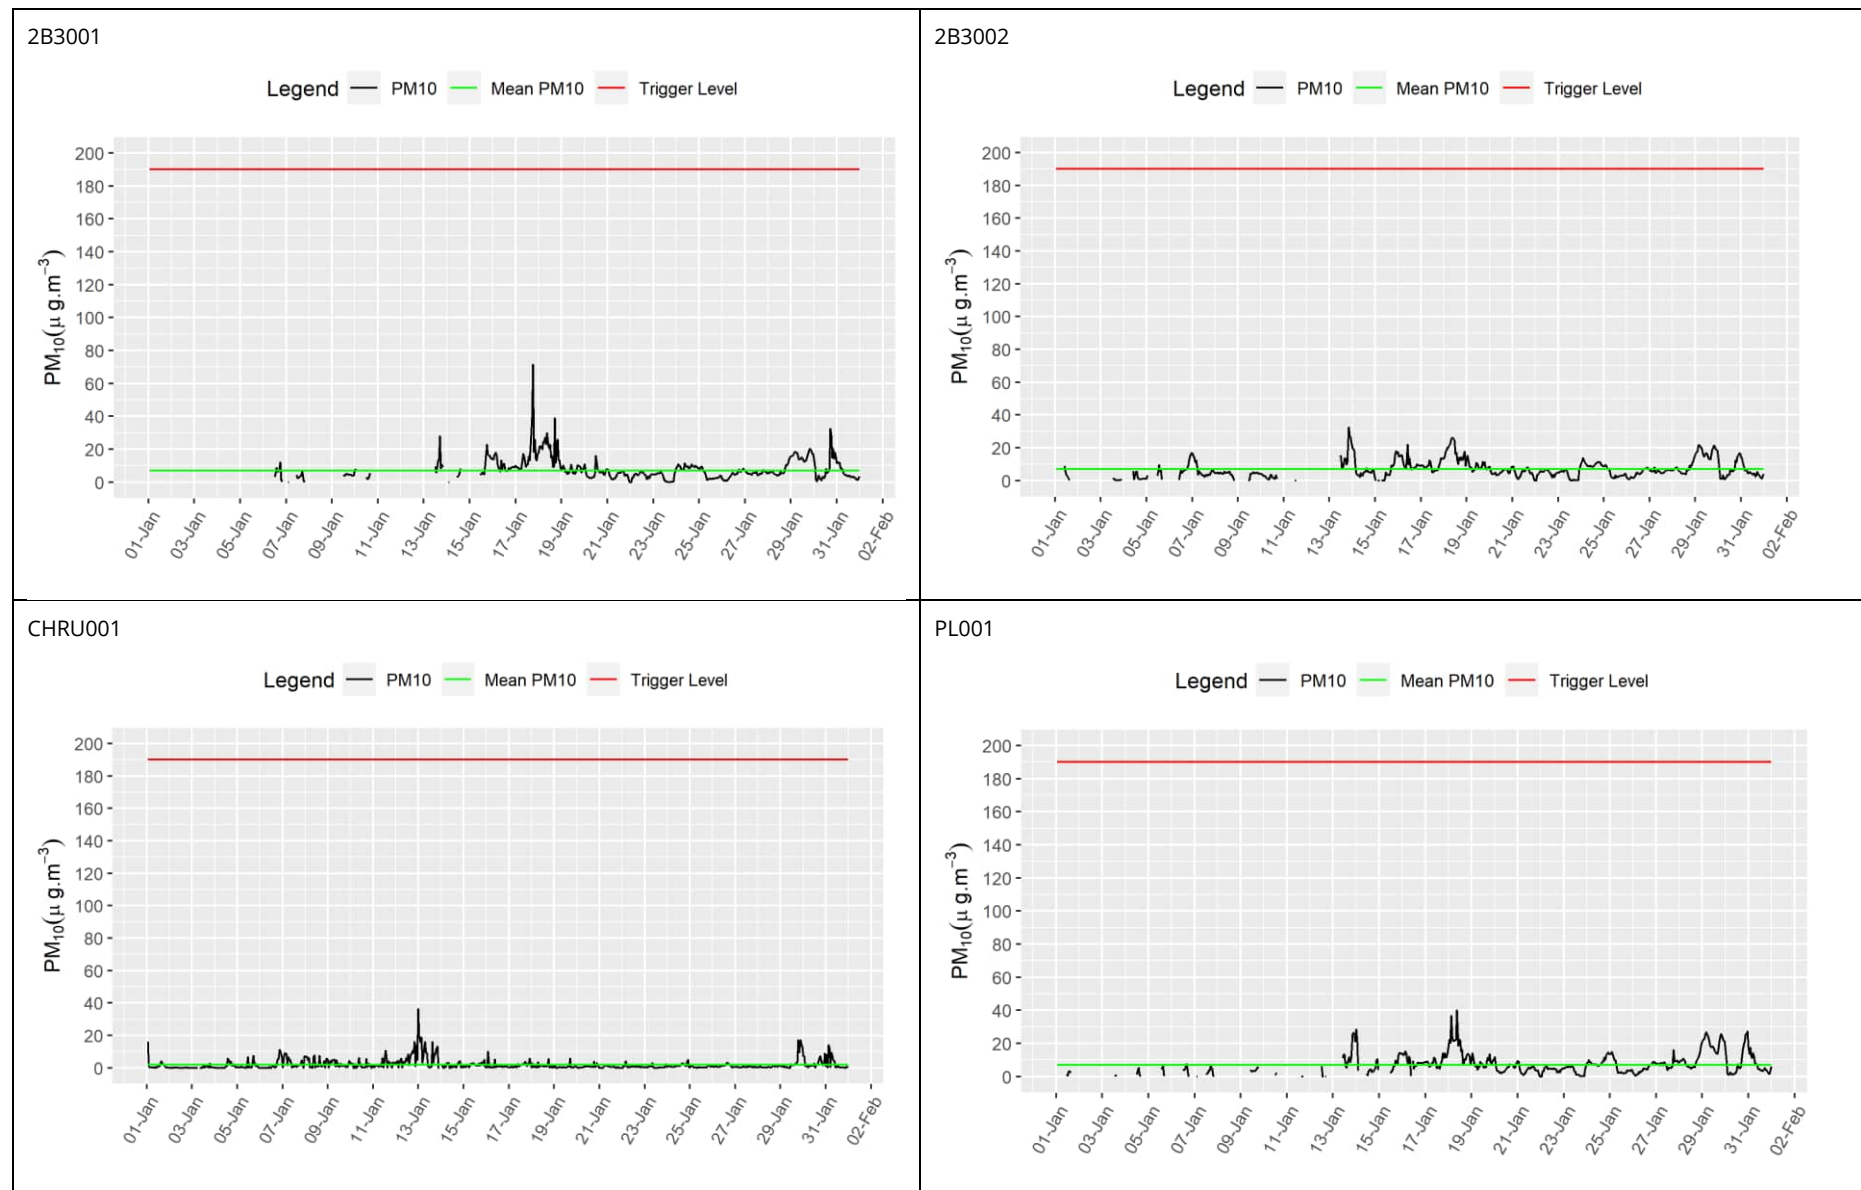 2B3001
Legend PM10 Mean PM10 Trigger Level
PM10(μ g.m−3)
200
180
160
140
120
100
80
60
40
20
0
01-Jan 03-Jan 05-Jan 07-Jan 09-Jan 11-Jan 13-Jan 15-Jan 17-Jan 19-Jan 21-Jan 23-Jan 25-Jan 27-Jan 29-Jan 31-Jan 02-Feb
2B3002
Legend PM10 Mean PM10 Trigger Level
PM10(μ g.m−3)
200
180
160
140
120
100
80
60
40
20
0
01-Jan 03-Jan 05-Jan 07-Jan 09-Jan 11-Jan 13-Jan 15-Jan 17-Jan 19-Jan 21-Jan 23-Jan 25-Jan 27-Jan 29-Jan 31-Jan 02-Feb
CHRU001
Legend PM10 Mean PM10 Trigger Level
PM10(μ g.m−3)
200
180
160
140
120
100
80
60
40
20
0
01-Jan 03-Jan 05-Jan 07-Jan 09-Jan 11-Jan 13-Jan 15-Jan 17-Jan 19-Jan 21-Jan 23-Jan 25-Jan 27-Jan 29-Jan 31-Jan 02-Feb
PL001
Legend PM10 Mean PM10 Trigger Level
PM10(μ g.m−3)
200
180
160
140
120
100
80
60
40
20
0
01-Jan 03-Jan 05-Jan 07-Jan 09-Jan 11-Jan 13-Jan 15-Jan 17-Jan 19-Jan 21-Jan 23-Jan 25-Jan 27-Jan 29-Jan 31-Jan 02-Feb